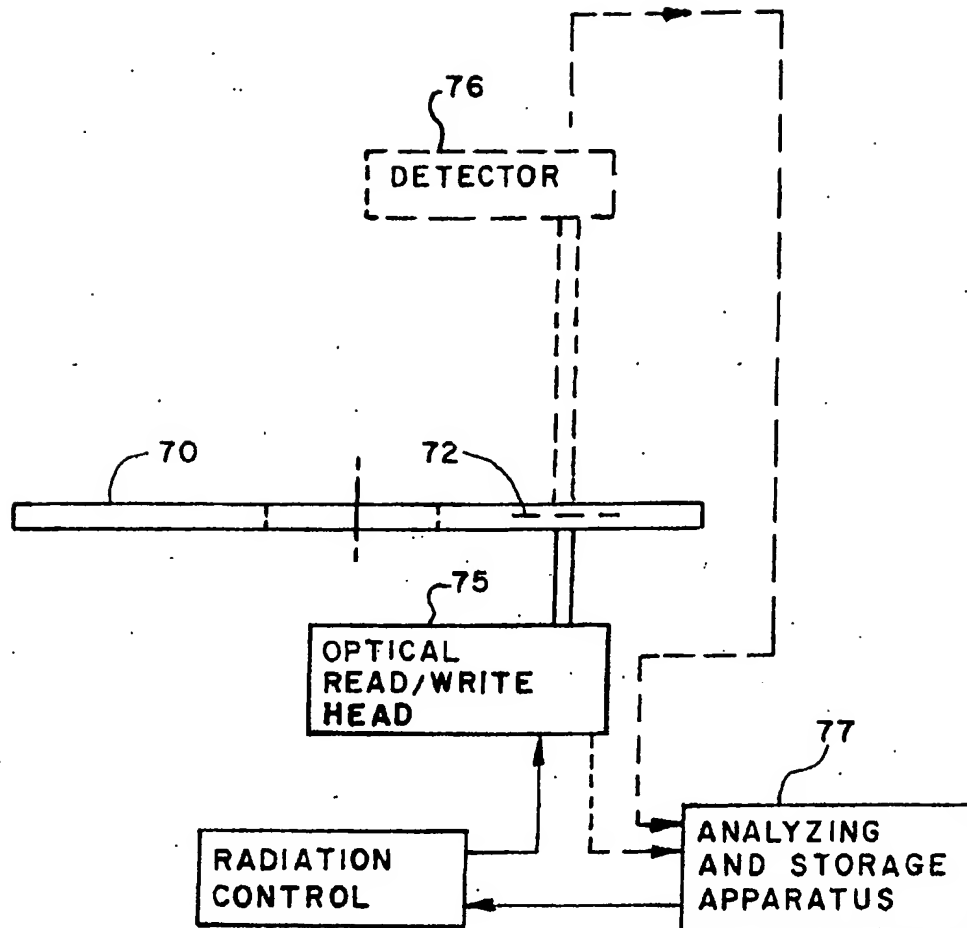 76
DETECTOR
70
72
75
OPTICAL
READ/WRITE
HEAD
77
RADIATION
CONTROL
ANALYZING
AND STORAGE
APPARATUS